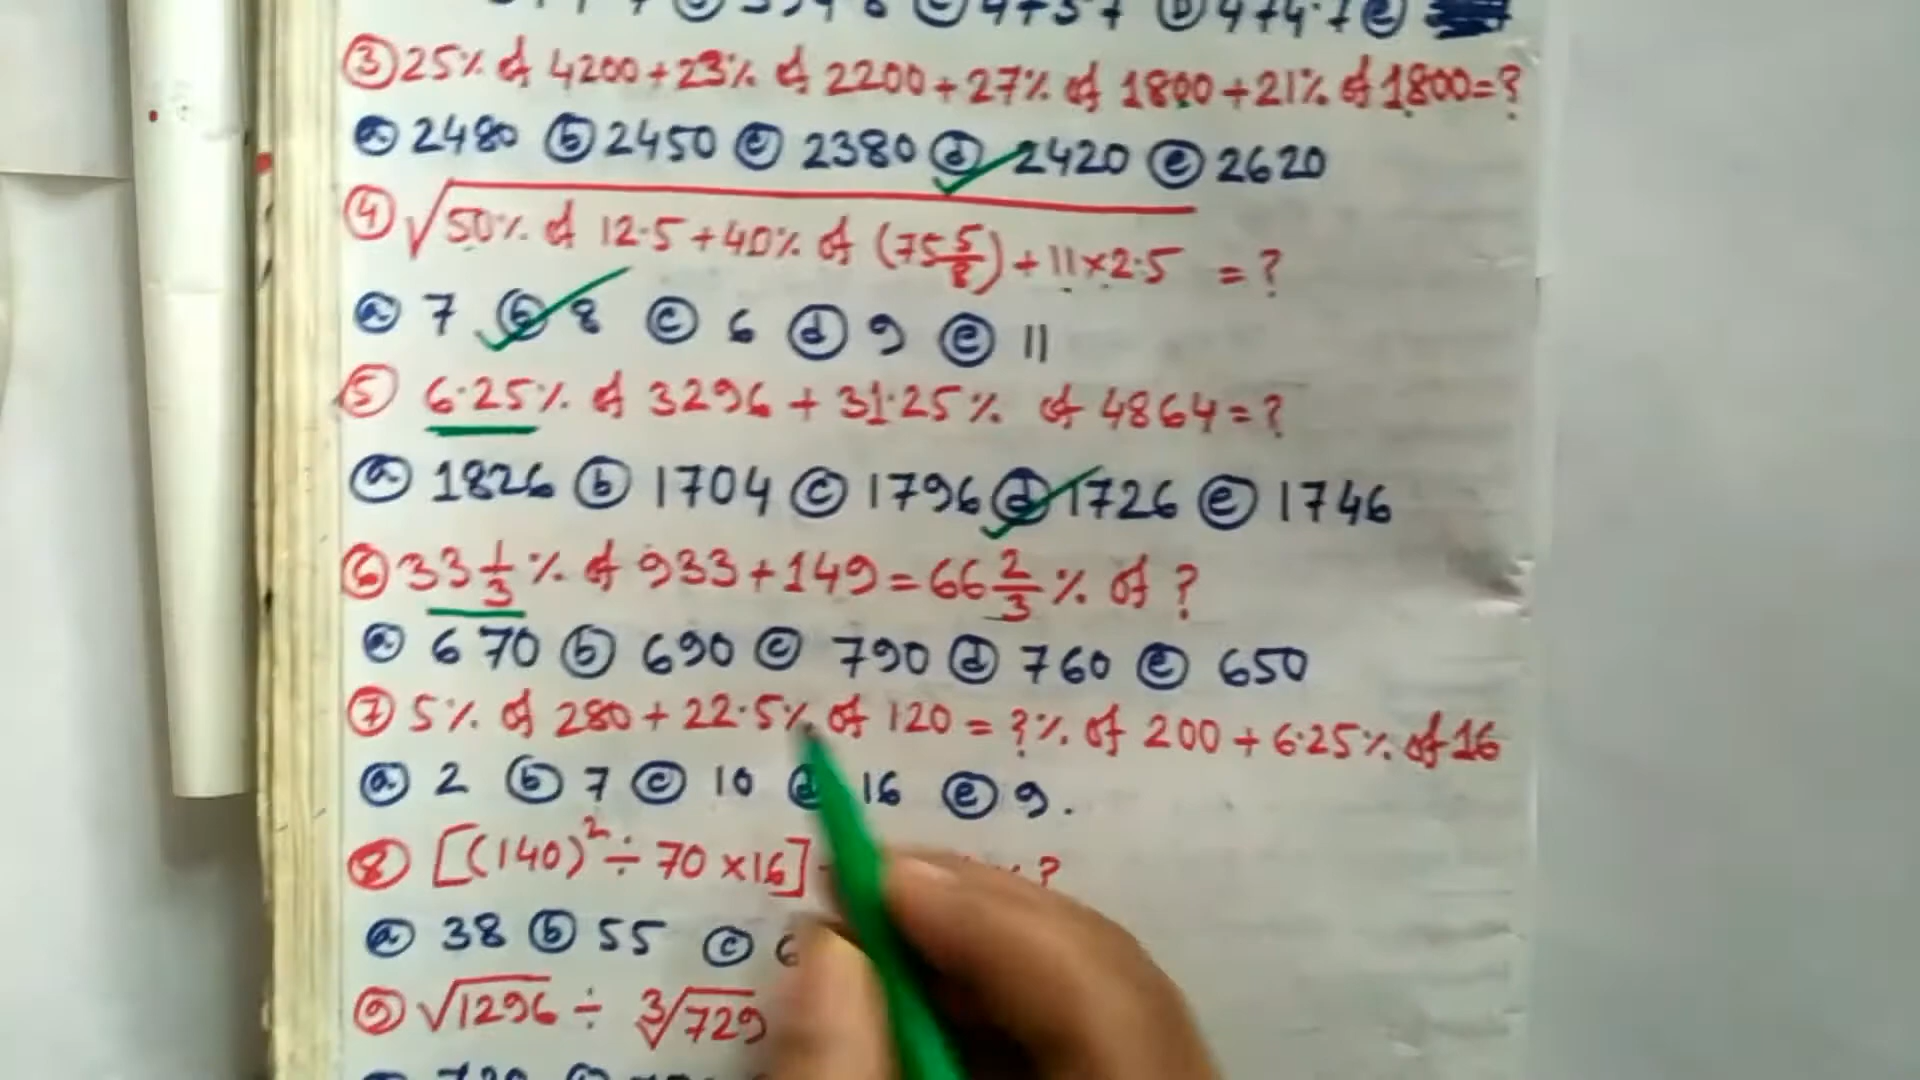 ③ 25% of 4200 + 23% of 2200 + 27% of 1800 + 21% of 1800 = ?
ⓐ 2480 ⓑ 2450 ⓒ 2380 ⓓ 2420 ⓔ 2620
④ √50% of 12.5 + 40% of (75 5/8) + 11 × 2.5 = ?
ⓐ 7 ⓑ 8 ⓒ 6 ⓓ 9 ⓔ 11
⑤ 6.25% of 3296 + 31.25% of 4864 = ?
ⓐ 1826 ⓑ 1704 ⓒ 1796 ⓓ 1726 ⓔ 1746
⑥ 33 1/3 % of 933 + 149 = 66 2/3 % of ?
ⓐ 670 ⓑ 690 ⓒ 790 ⓓ 760 ⓔ 650
⑦ 5% of 280 + 22.5% of 120 = ?% of 200 + 6.25% of 16
ⓐ 2 ⓑ 7 ⓒ 10 ⓓ 16 ⓔ 9.
⑧ [(140)² ÷ 70 × 16] ?
ⓐ 38 ⓑ 55 ⓒ 6
⑨ √1296 ÷ ∛729